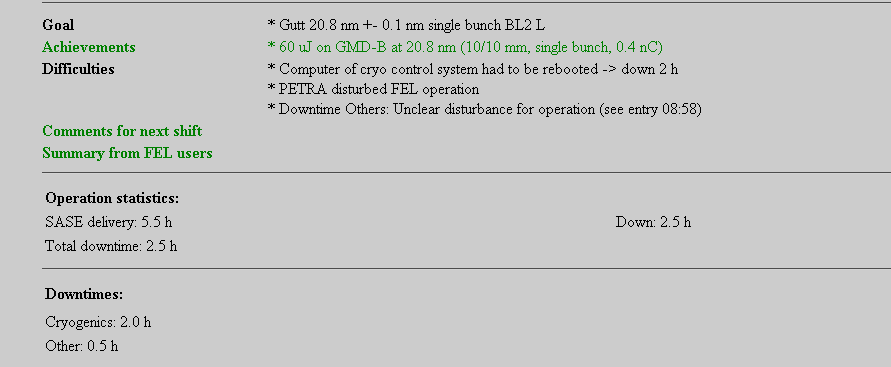 Goal * Gutt 20.8 nm +- 0.1 nm single bunch BL2 L
Achievements * 60 uJ on GMD-B at 20.8 nm (10/10 mm, single bunch, 0.4 nC)
Difficulties * Computer of cryo control system had to be rebooted -> down 2 h
* PETRA disturbed FEL operation
* Downtime Others: Unclear disturbance for operation (see entry 08:58)
Comments for next shift
Summary from FEL users
Operation statistics:
SASE delivery: 5.5 h Down: 2.5 h
Total downtime: 2.5 h
Downtimes:
Cryogenics: 2.0 h
Other: 0.5 h